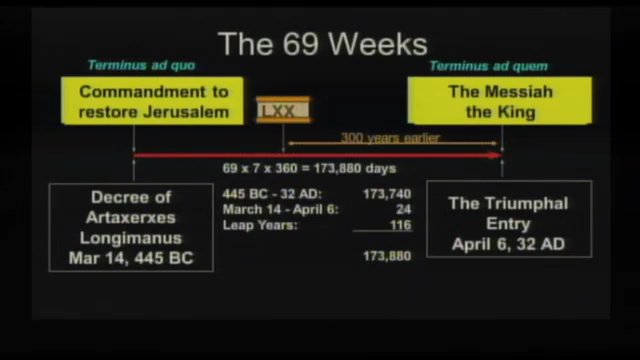 The 69 Weeks
Terminus ad quo
Terminus ad quem
Commandment to
restore Jerusalem
LXX
The Messiah
the King
300 years earlier
69 x 7 x 360 = 173,880 days
Decree of
Artaxerxes
Longimanus
Mar 14, 445 BC
445 BC - 32 AD: 173,740
March 14 - April 6: 24
Leap Years: 116
173,880
The Triumphal
Entry
April 6, 32 AD